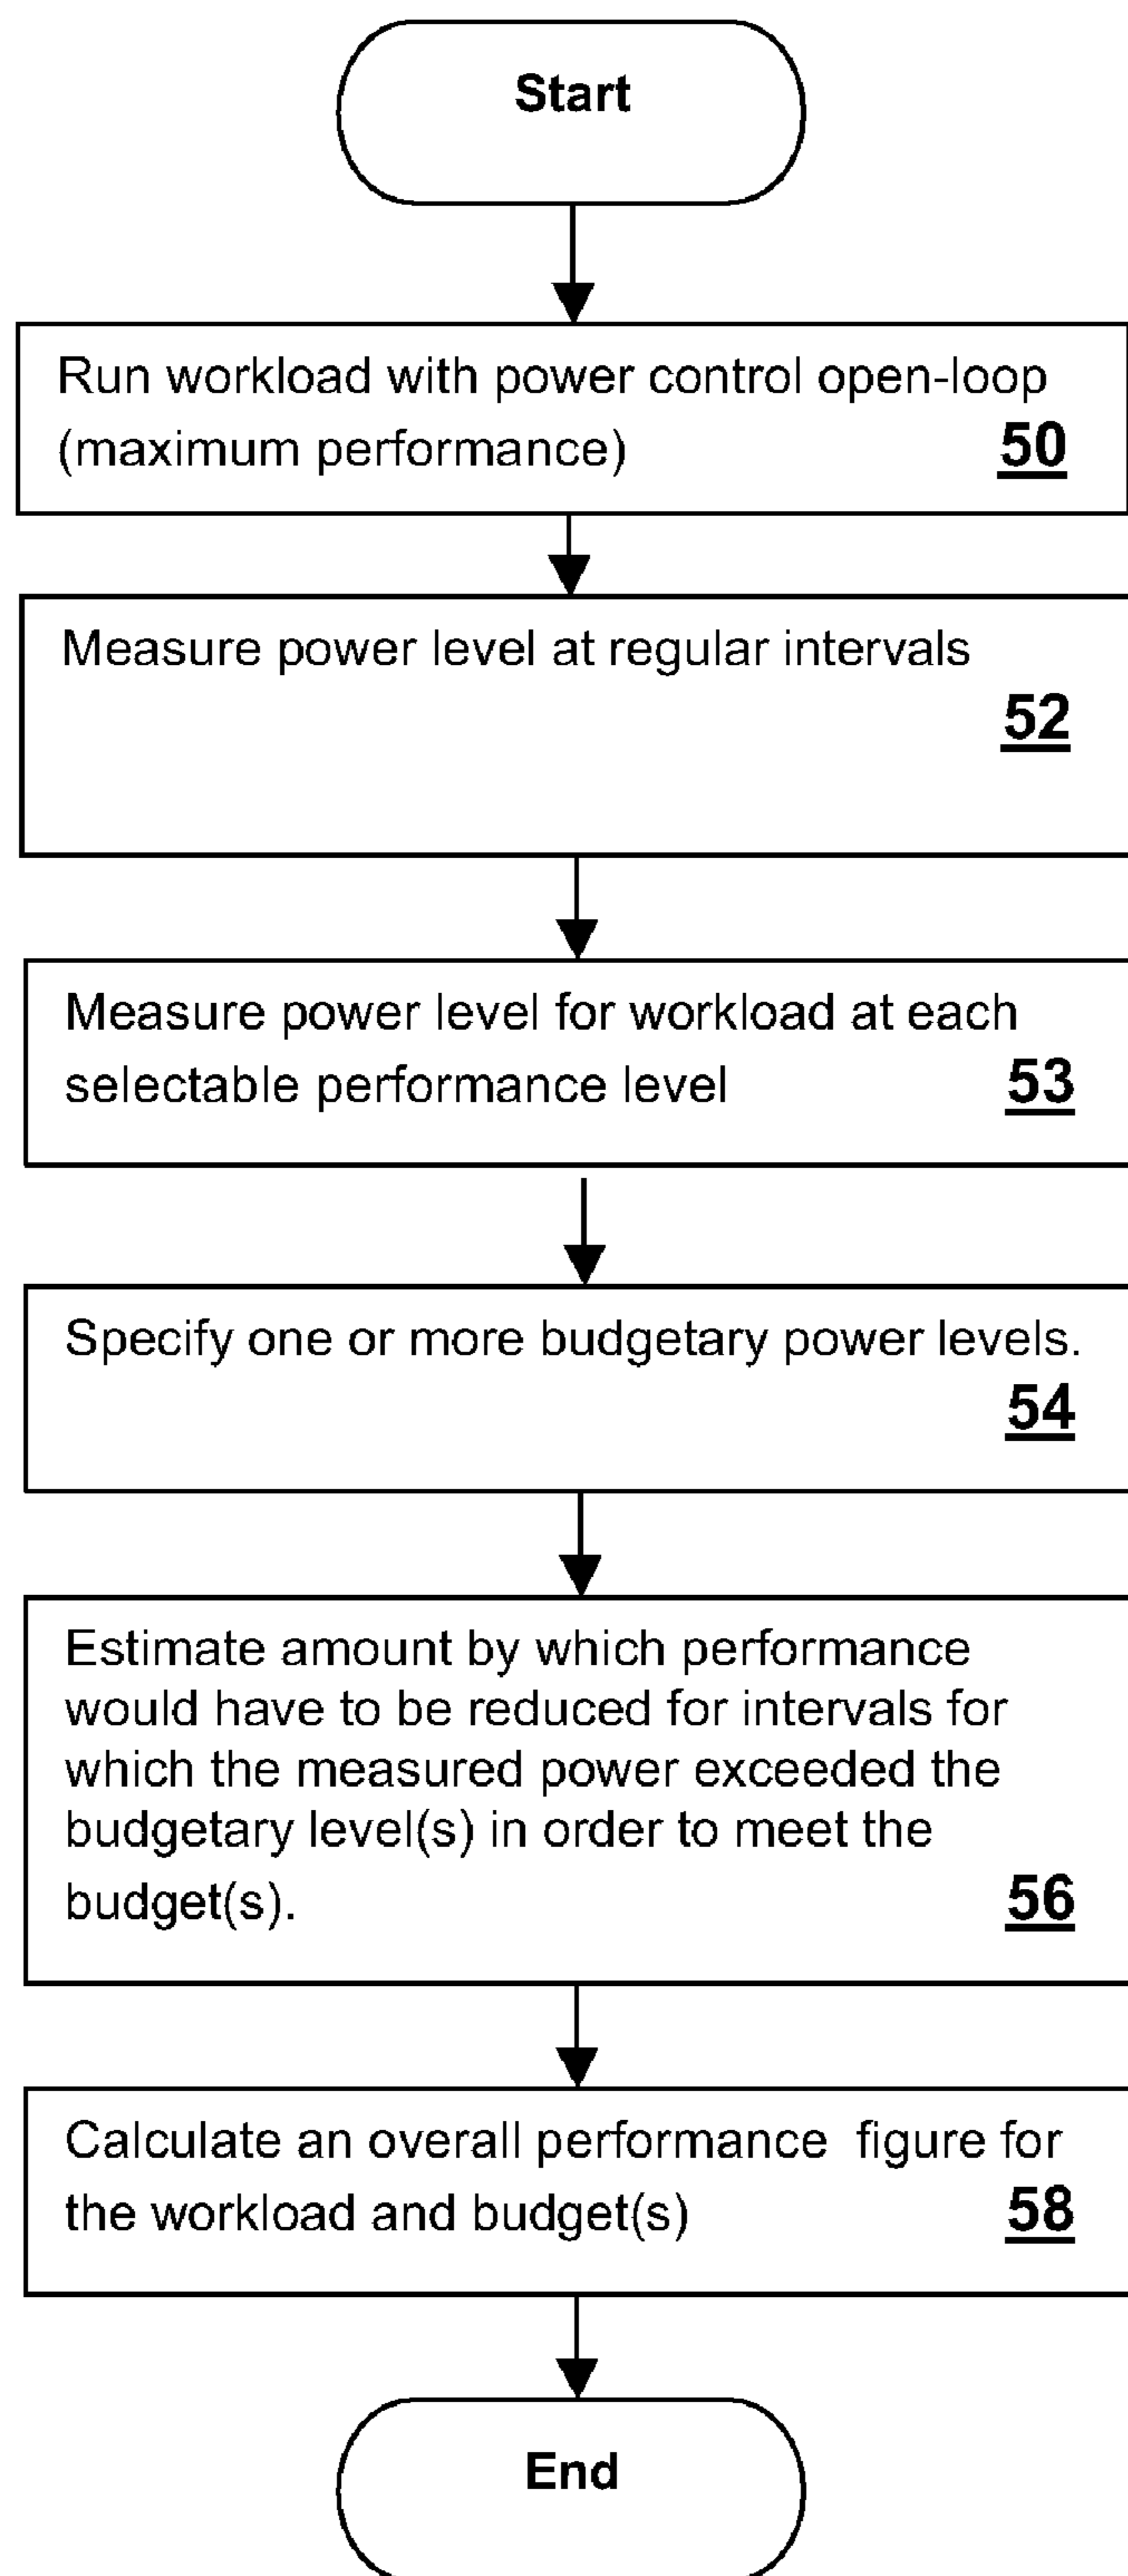 Start
Run workload with power control open-loop
(maximum performance) 50
Measure power level at regular intervals
52
Measure power level for workload at each
selectable performance level 53
Specify one or more budgetary power levels.
54
Estimate amount by which performance
would have to be reduced for intervals for
which the measured power exceeded the
budgetary level(s) in order to meet the
budget(s). 56
Calculate an overall performance figure for
the workload and budget(s) 58
End